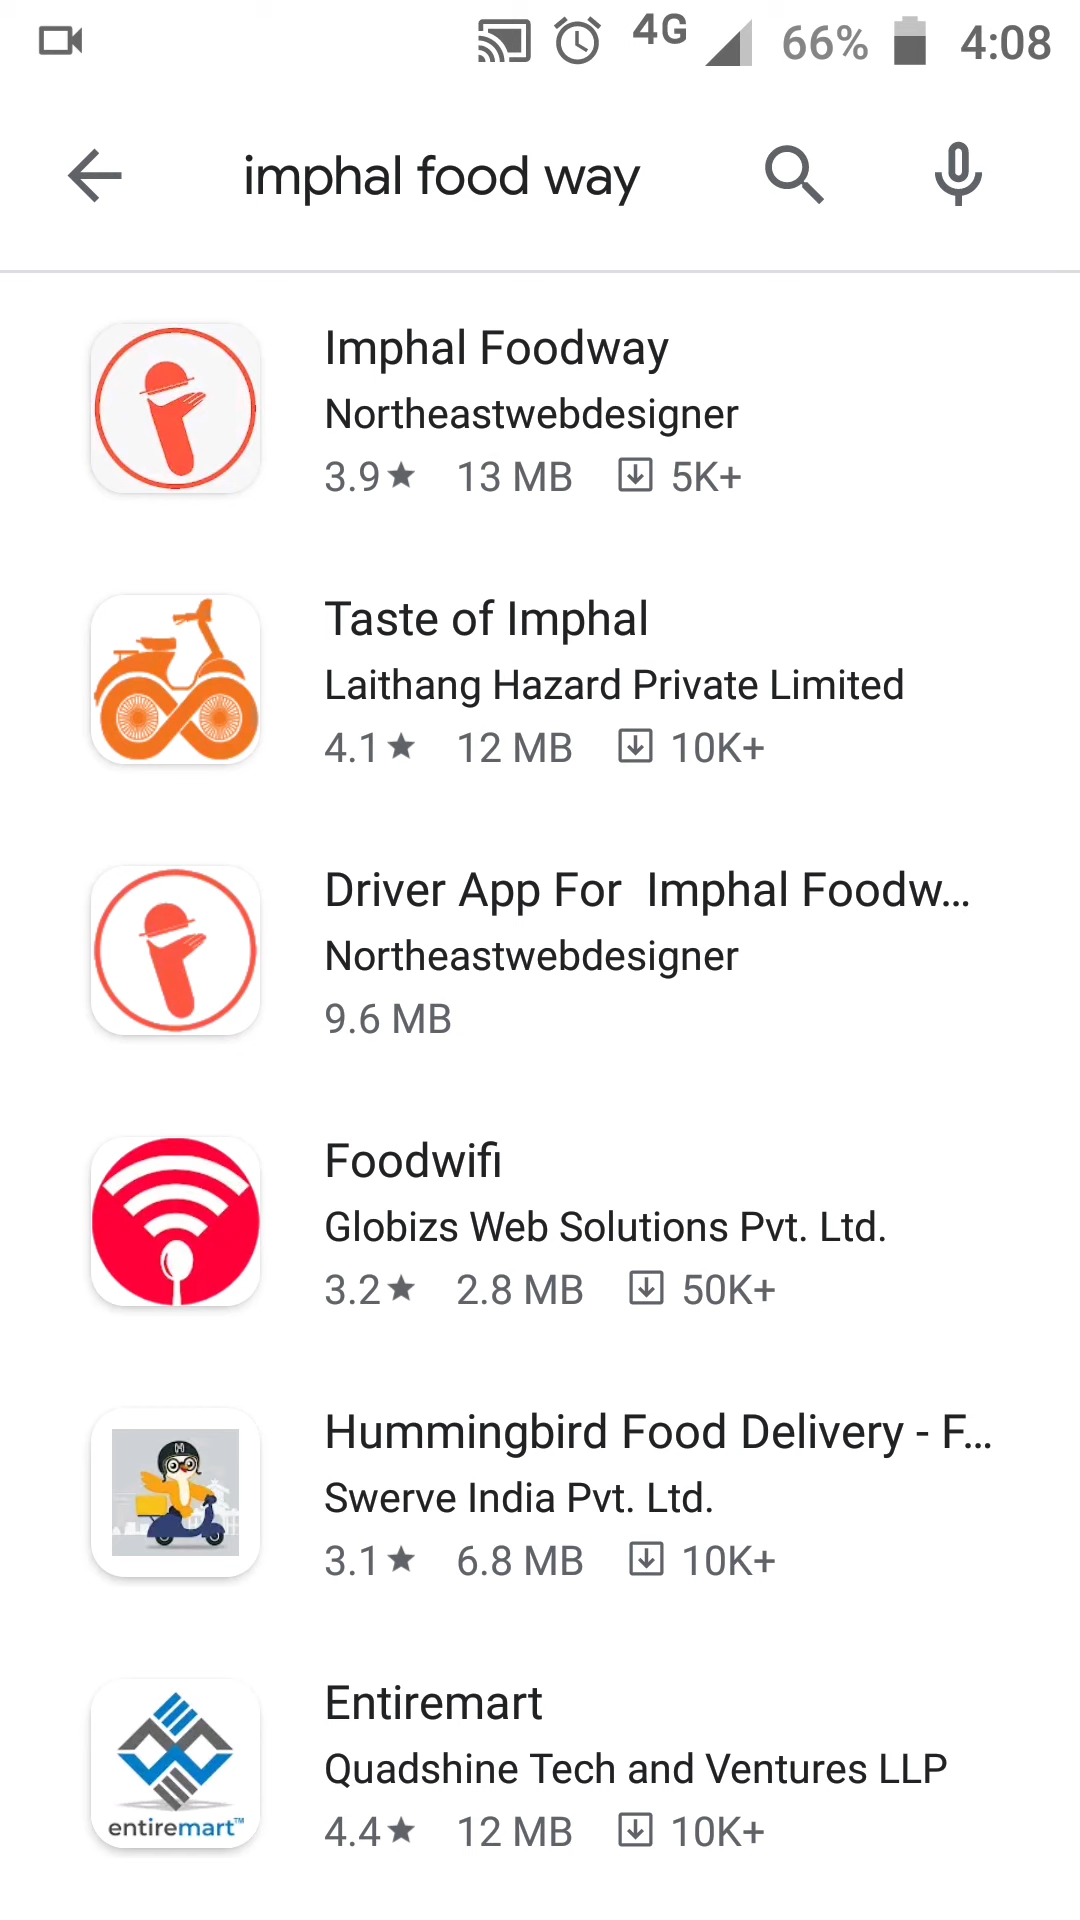 4G 66% 4:08
imphal food way
Imphal Foodway
Northeastwebdesigner
3.9★ 13 MB 5K+
Taste of Imphal
Laithang Hazard Private Limited
4.1★ 12 MB 10K+
Driver App For  Imphal Foodw...
Northeastwebdesigner
9.6 MB
Foodwifi
Globizs Web Solutions Pvt. Ltd.
3.2★ 2.8 MB 50K+
Hummingbird Food Delivery - F...
Swerve India Pvt. Ltd.
3.1★ 6.8 MB 10K+
Entiremart
Quadshine Tech and Ventures LLP
entiremart™
4.4★ 12 MB 10K+